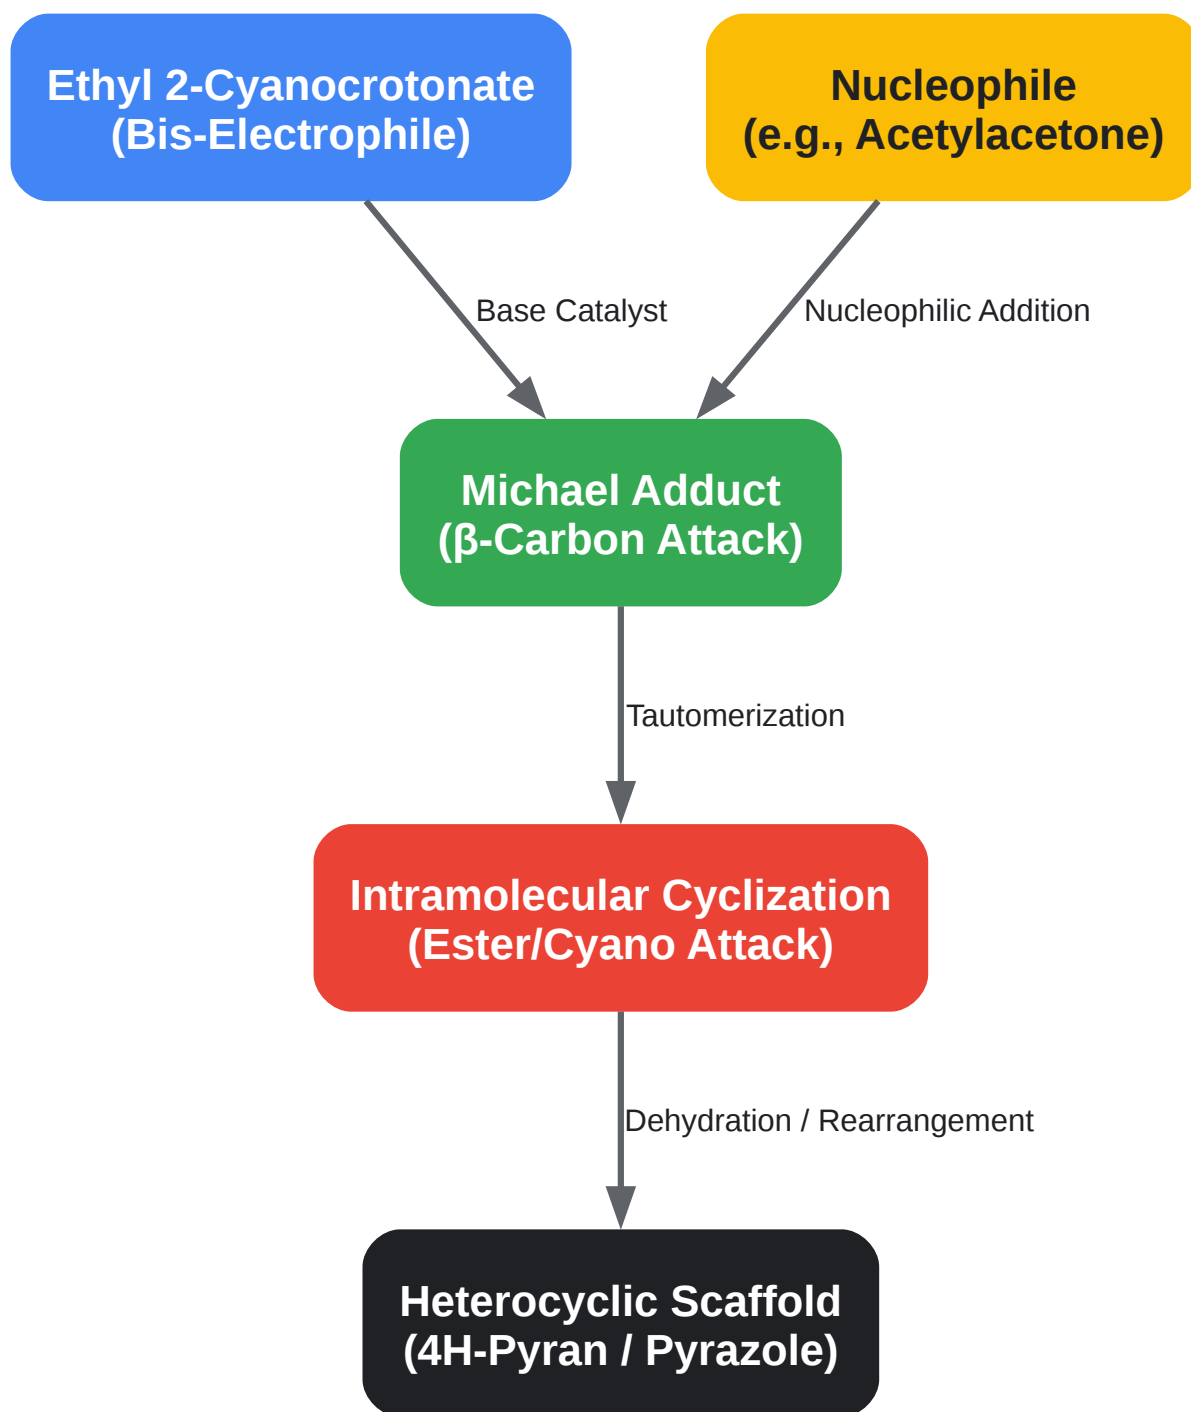 Ethyl 2-Cyanocrotonate
(Bis-Electrophile)
Nucleophile
(e.g., Acetylacetone)
Base Catalyst
Nucleophilic Addition
Michael Adduct
(β-Carbon Attack)
Tautomerization
Intramolecular Cyclization
(Ester/Cyano Attack)
Dehydration / Rearrangement
Heterocyclic Scaffold
(4H-Pyran / Pyrazole)